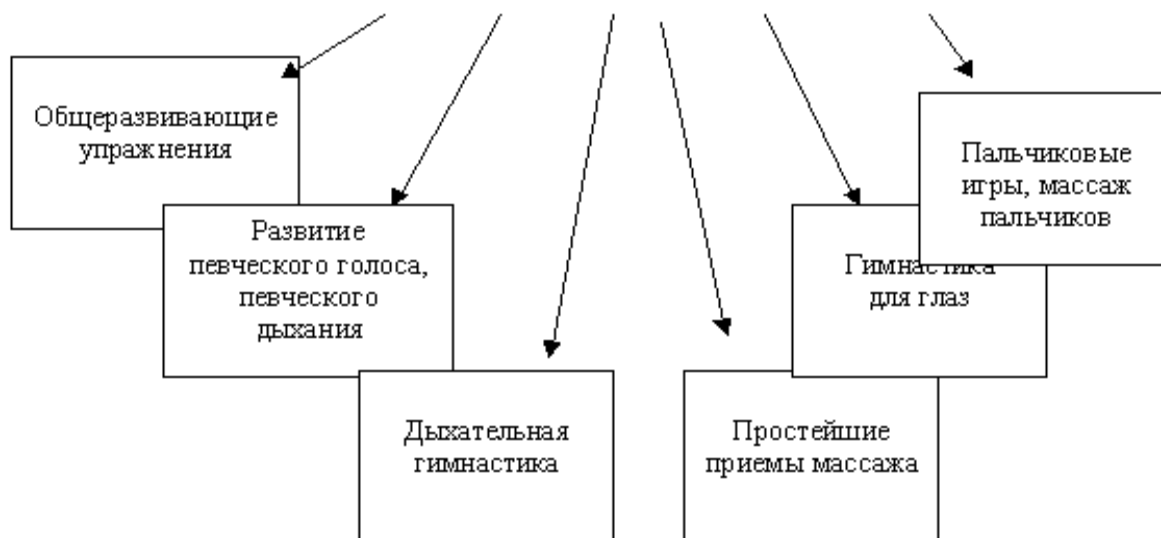 Общеразвивающие
упражнения
Развитие
певческого голоса,
певческого
дыхания
Дыхательная
гимнастика
Простейшие
приемы массажа
Гимнастика
для глаз
Пальчиковые
игры, массаж
пальчиков